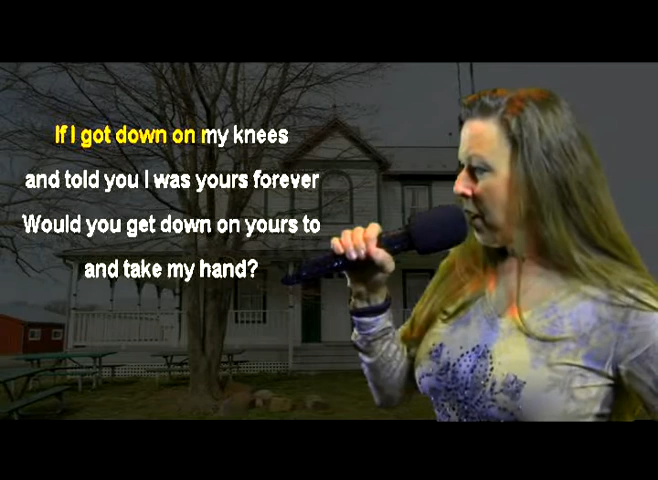 If I got down on my knees
and told you I was yours forever
Would you get down on yours to
and take my hand?